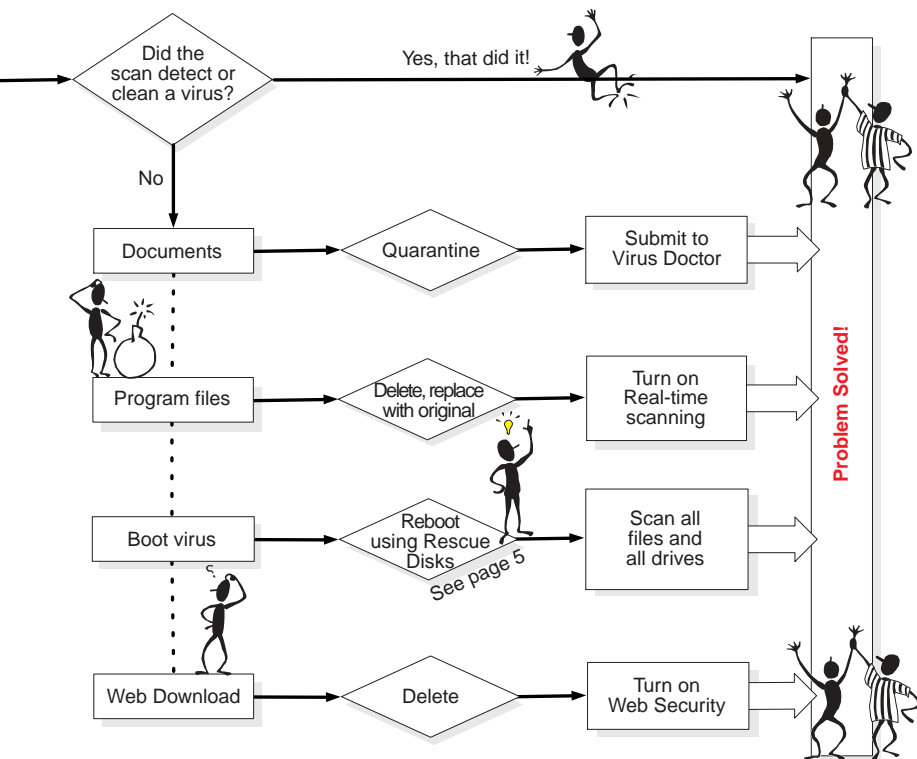 Did the
scan detect or
clean a virus?
Yes, that did it!
No
Documents
Quarantine
Submit to
Virus Doctor
Program files
Delete, replace
with original
Turn on
Real-time
scanning
Boot virus
Reboot
using Rescue
Disks
See page 5
Scan all
files and
all drives
Web Download
Delete
Turn on
Web Security
Problem Solved!